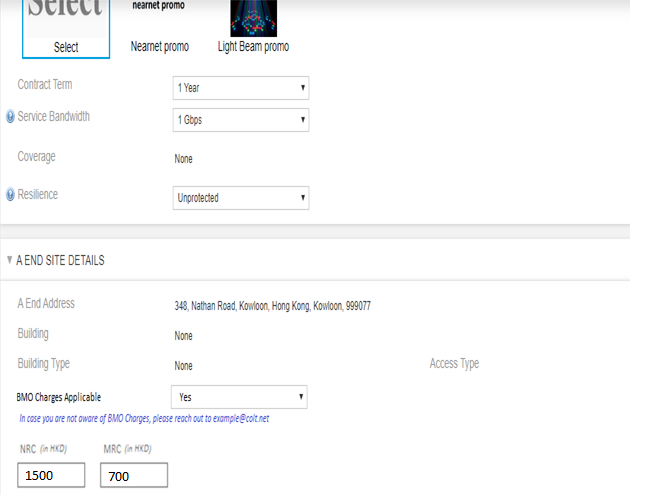 Select
nearnet promo
Select Nearnet promo Light Beam promo
Contract Term 1 Year
Service Bandwidth 1 Gbps
Coverage None
Resilience Unprotected
A END SITE DETAILS
A End Address 348, Nathan Road, Kowloon, Hong Kong, Kowloon, 999077
Building None
Building Type None Access Type
BMO Charges Applicable Yes
In case you are not aware of BMO Charges, please reach out to example@colt.net
NRC (in HKD) MRC (in HKD)
1500 700